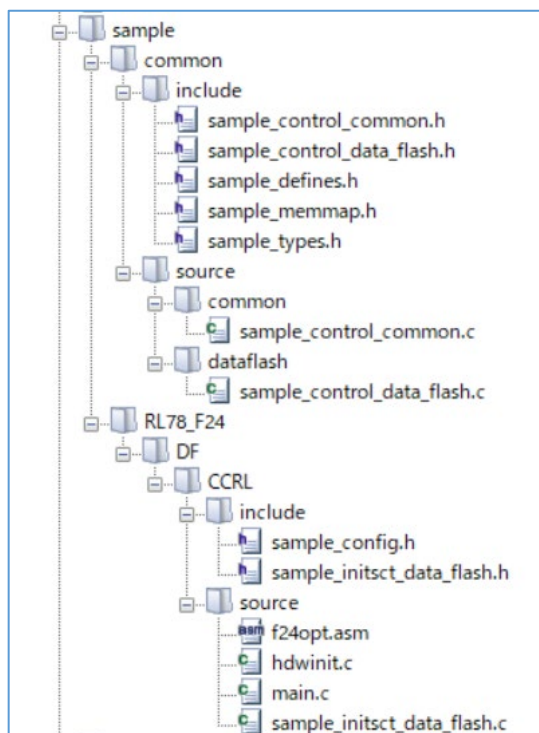 sample
common
include
sample_control_common.h
sample_control_data_flash.h
sample_defines.h
sample_memmap.h
sample_types.h
source
common
sample_control_common.c
dataflash
sample_control_data_flash.c
RL78_F24
DF
CCRL
include
sample_config.h
sample_initsct_data_flash.h
source
f24opt.asm
hdwinit.c
main.c
sample_initsct_data_flash.c